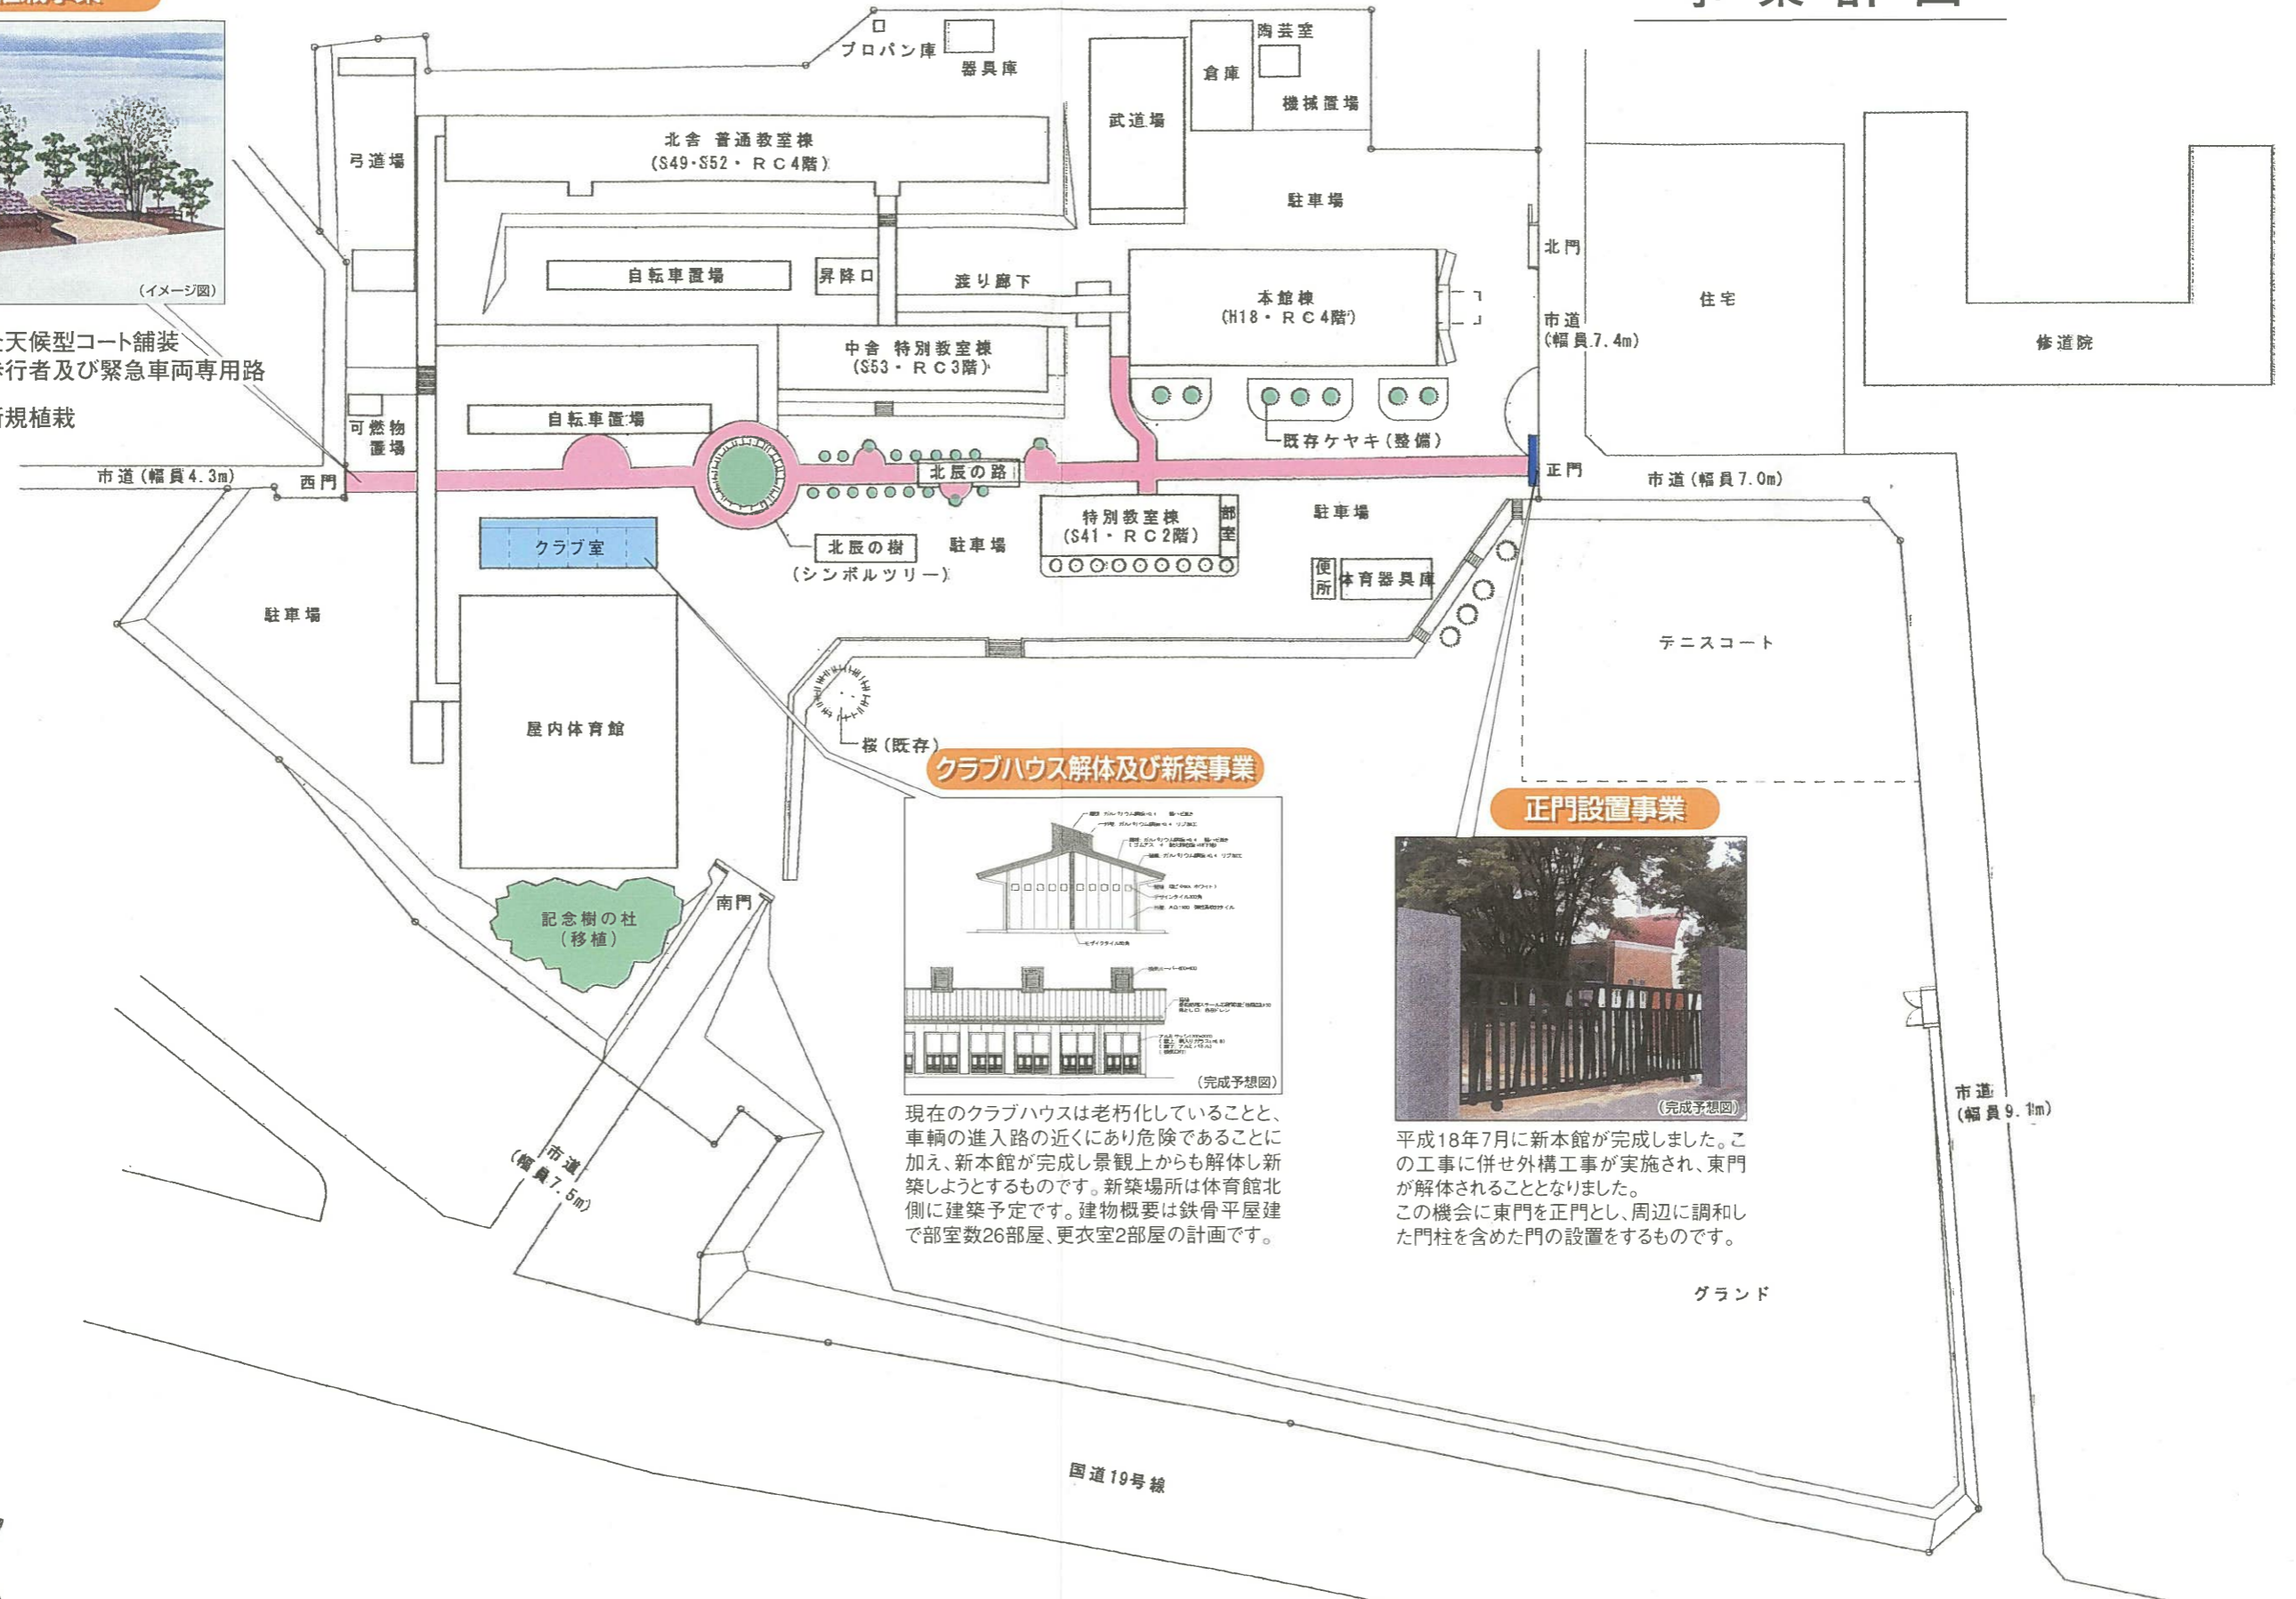 プロパン庫
器具庫
陶芸室
倉庫
機械置場
武道場
北舎 普通教室棟
(S49・S52・RC4階)
弓道場
駐車場
(イメージ図)
自転車置場
昇降口
渡り廊下
本館棟
(H18・RC4階)
北門
市道
(幅員7.4m)
住宅
修道院
天候型コート舗装
行者及び緊急車両専用路
規植栽
中舎 特別教室棟
(S53・RC3階)
自転車置場
可燃物
置場
既存ケヤキ(整備)
市道(幅員4.3m)
西門
北辰の路
正門
市道(幅員7.0m)
クラブ室
北辰の樹
(シンボルツリー)
駐車場
特別教室棟
(S41・RC2階)
部室
駐車場
便所
体育器具庫
駐車場
テニスコート
屋内体育館
桜(既存)
クラブハウス解体及び新築事業
(完成予想図)
現在のクラブハウスは老朽化していることと、
車輌の進入路の近くにあり危険であることに
加え、新本館が完成し景観上からも解体し新
築しようとするものです。新築場所は体育館北
側に建築予定です。建物概要は鉄骨平屋建
で部室数26部屋、更衣室2部屋の計画です。
正門設置事業
(完成予想図)
平成18年7月に新本館が完成しました。こ
の工事に併せ外構工事が実施され、東門
が解体されることとなりました。
この機会に東門を正門とし、周辺に調和し
た門柱を含めた門の設置をするものです。
南門
記念樹の杜
(移植)
市道
(幅員7.5m)
市道
(幅員9.1m)
グランド
国道19号線